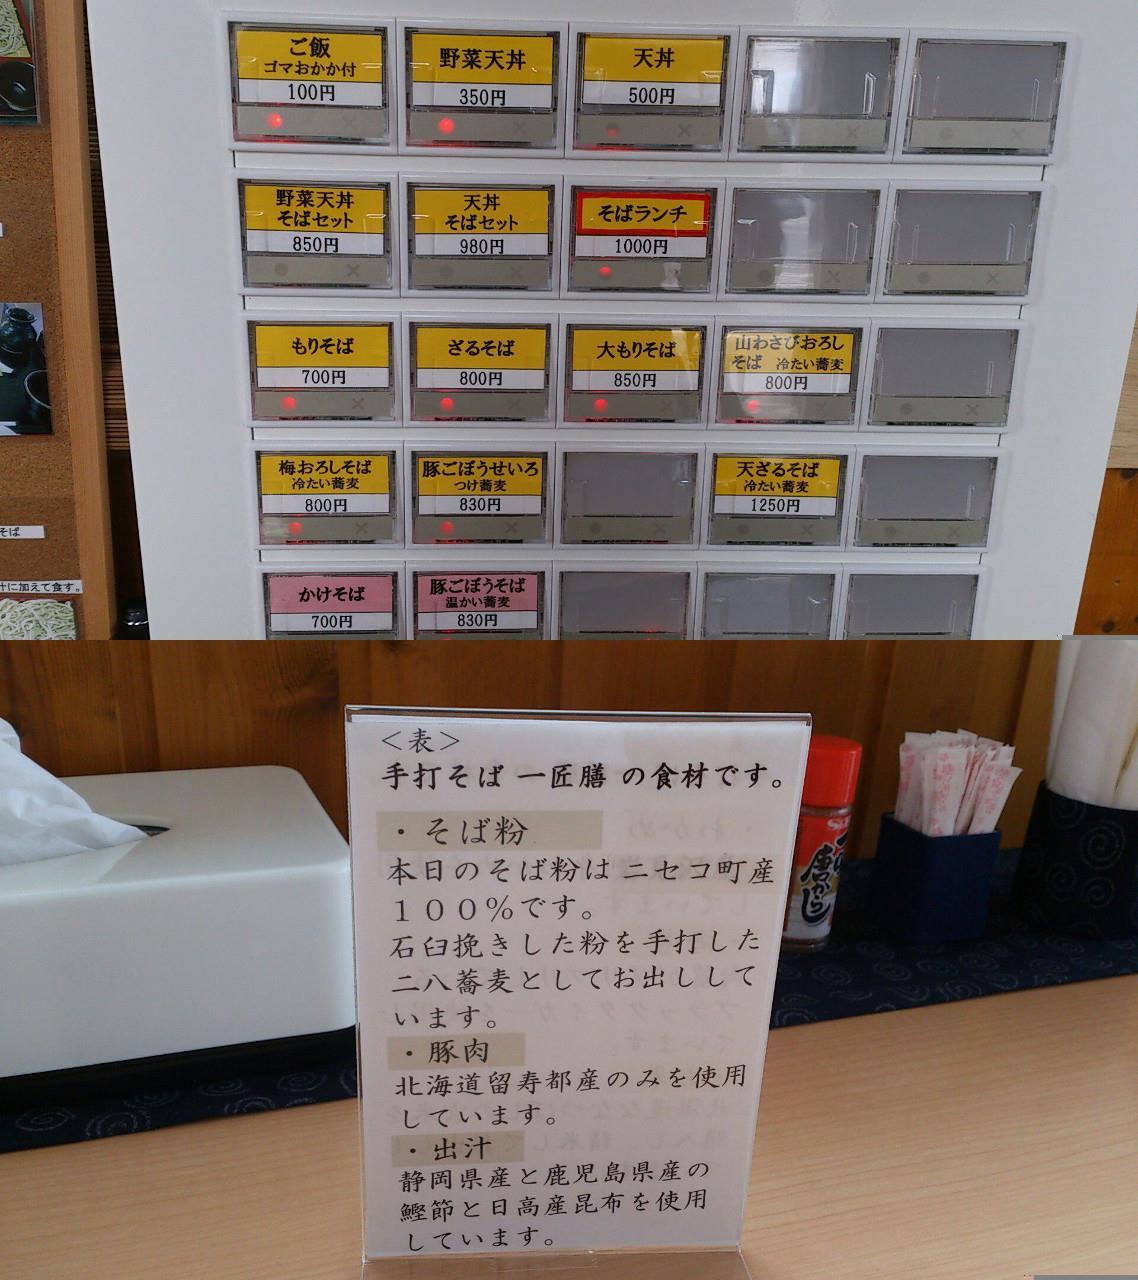 ご飯
ゴマおかか付
100円
野菜天丼
350円
天丼
500円
野菜天丼
そばセット
850円
天丼
そばセット
980円
そばランチ
1000円
もりそば
700円
ざるそば
800円
大もりそば
850円
山わさびおろし
そば 冷たい蕎麦
800円
梅おろしそば
冷たい蕎麦
800円
豚ごぼうせいろ
つけ蕎麦
830円
天ざるそば
冷たい蕎麦
1250円
かけそば
700円
豚ごぼうそば
温かい蕎麦
830円
そば
汁に加えて食す。
＜表＞
手打そば 一匠膳 の食材です。
・そば粉
本日のそば粉は ニセコ町産
１００％です。
石臼挽きした粉を手打した
二八蕎麦としてお出しして
います。
・豚肉
北海道留寿都産のみを使用
しています。
・出汁
静岡県産と鹿児島県産の
鰹節と日高産昆布を使用
しています。
唐からし